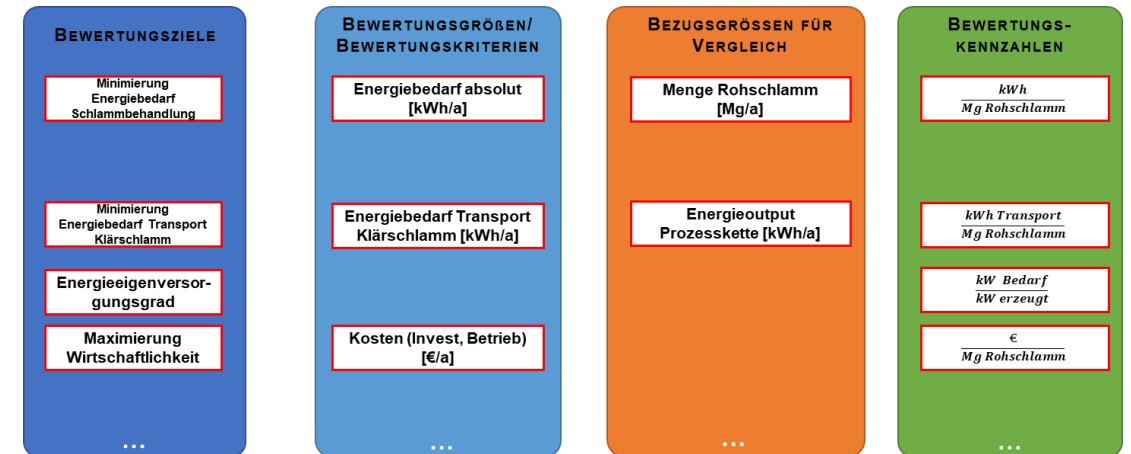 BEWERTUNGSZIELE
Minimierung
Energiebedarf
Schlammbehandlung
Minimierung
Energiebedarf Transport
Klärschlamm
Energieeigenversor-
gungsgrad
Maximierung
Wirtschaftlichkeit
...
BEWERTUNGSGRÖßEN/
BEWERTUNGSKRITERIEN
Energiebedarf absolut
[kWh/a]
Energiebedarf Transport
Klärschlamm [kWh/a]
Kosten (Invest, Betrieb)
[€/a]
...
BEZUGSGRÖSSEN FÜR
VERGLEICH
Menge Rohschlamm
[Mg/a]
Energieoutput
Prozesskette [kWh/a]
...
BEWERTUNGS-
KENNZAHLEN
kWh
Mg Rohschlamm
kWh Transport
Mg Rohschlamm
kW Bedarf
kW erzeugt
€
Mg Rohschlamm
...